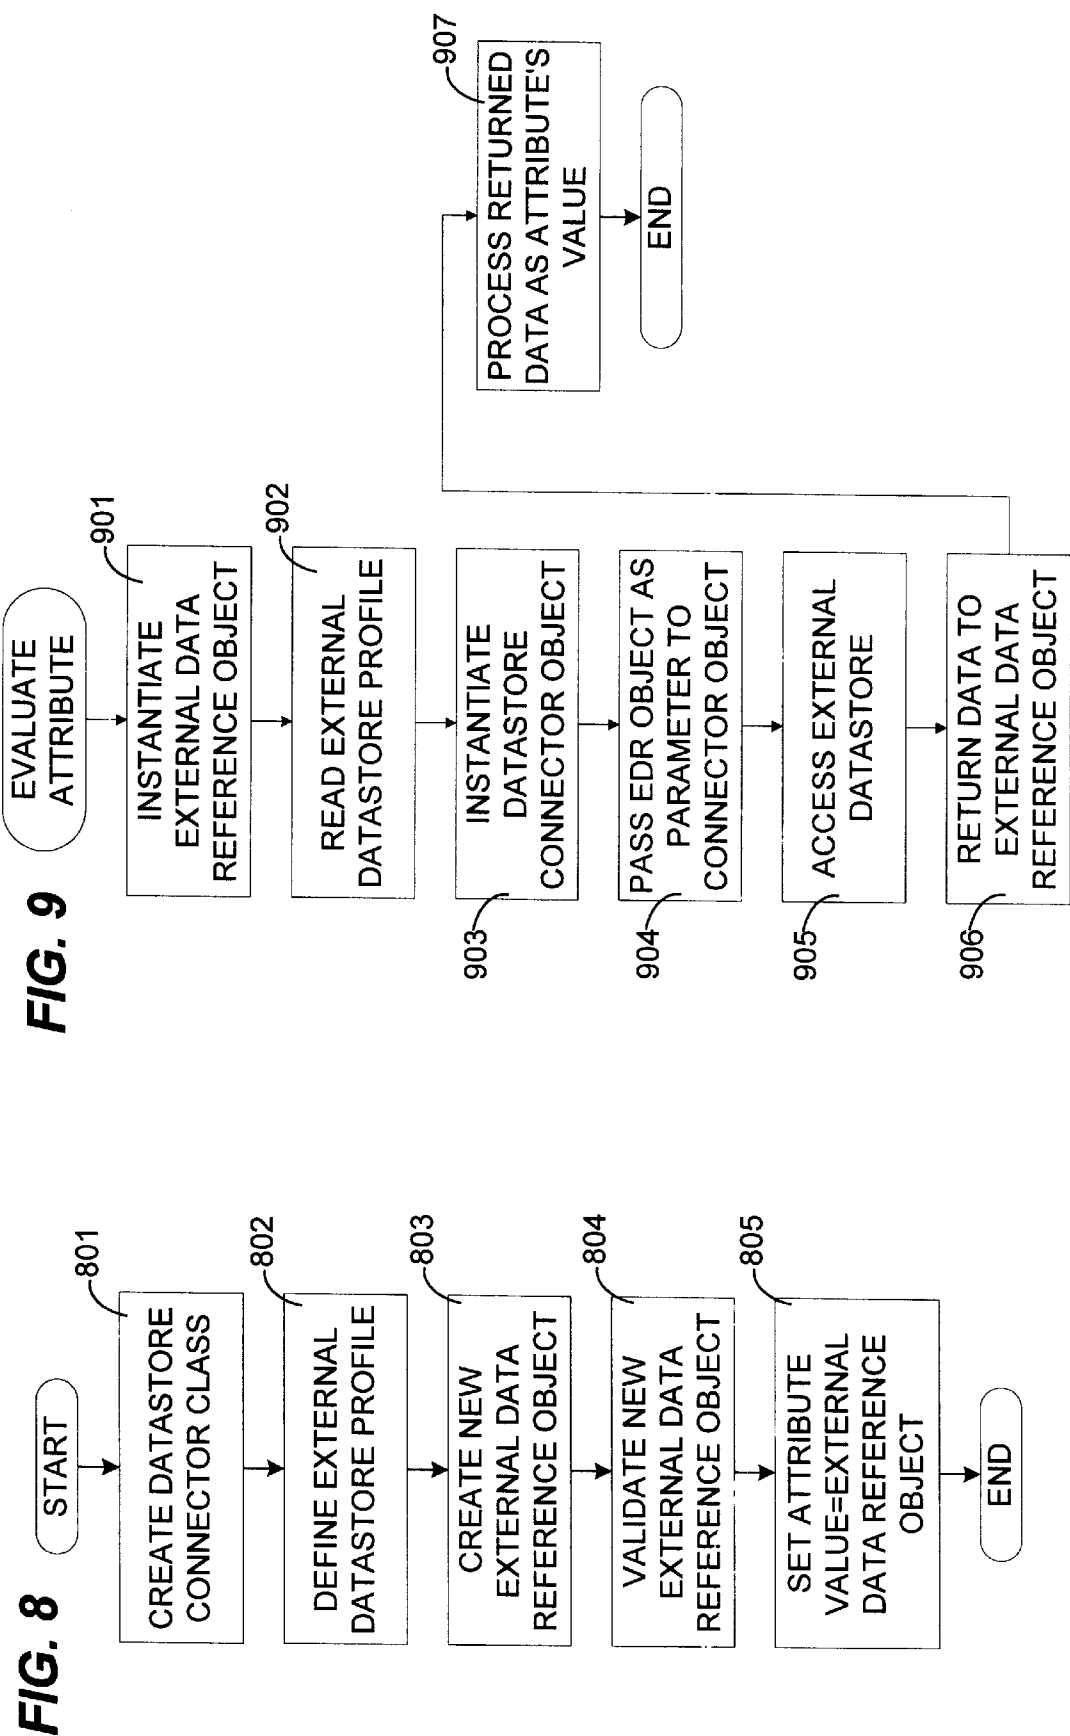 FIG. 8
START
801
CREATE DATASTORE
CONNECTOR CLASS
802
DEFINE EXTERNAL
DATASTORE PROFILE
803
CREATE NEW
EXTERNAL DATA
REFERENCE OBJECT
804
VALIDATE NEW
EXTERNAL DATA
REFERENCE OBJECT
805
SET ATTRIBUTE
VALUE=EXTERNAL
DATA REFERENCE
OBJECT
END
FIG. 9
EVALUATE
ATTRIBUTE
901
INSTANTIATE
EXTERNAL DATA
REFERENCE OBJECT
902
READ EXTERNAL
DATASTORE PROFILE
903
INSTANTIATE
DATASTORE
CONNECTOR OBJECT
904
PASS EDR OBJECT AS
PARAMETER TO
CONNECTOR OBJECT
905
ACCESS EXTERNAL
DATASTORE
906
RETURN DATA TO
EXTERNAL DATA
REFERENCE OBJECT
907
PROCESS RETURNED
DATA AS ATTRIBUTE'S
VALUE
END